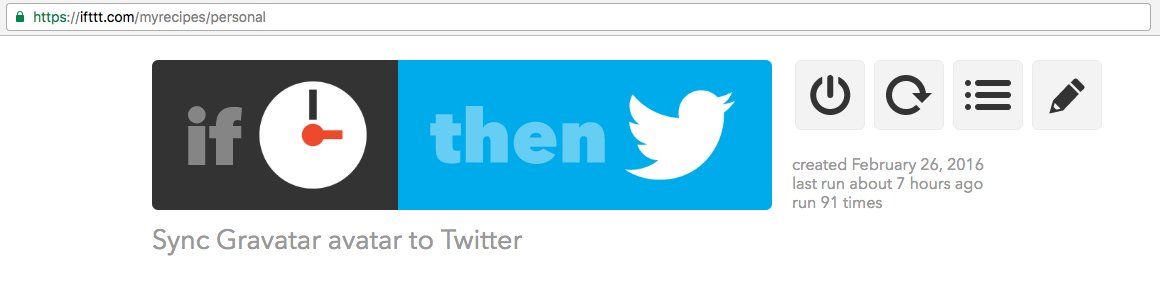 https://ifttt.com/myrecipes/personal
if then
created February 26, 2016
last run about 7 hours ago
run 91 times
Sync Gravatar avatar to Twitter